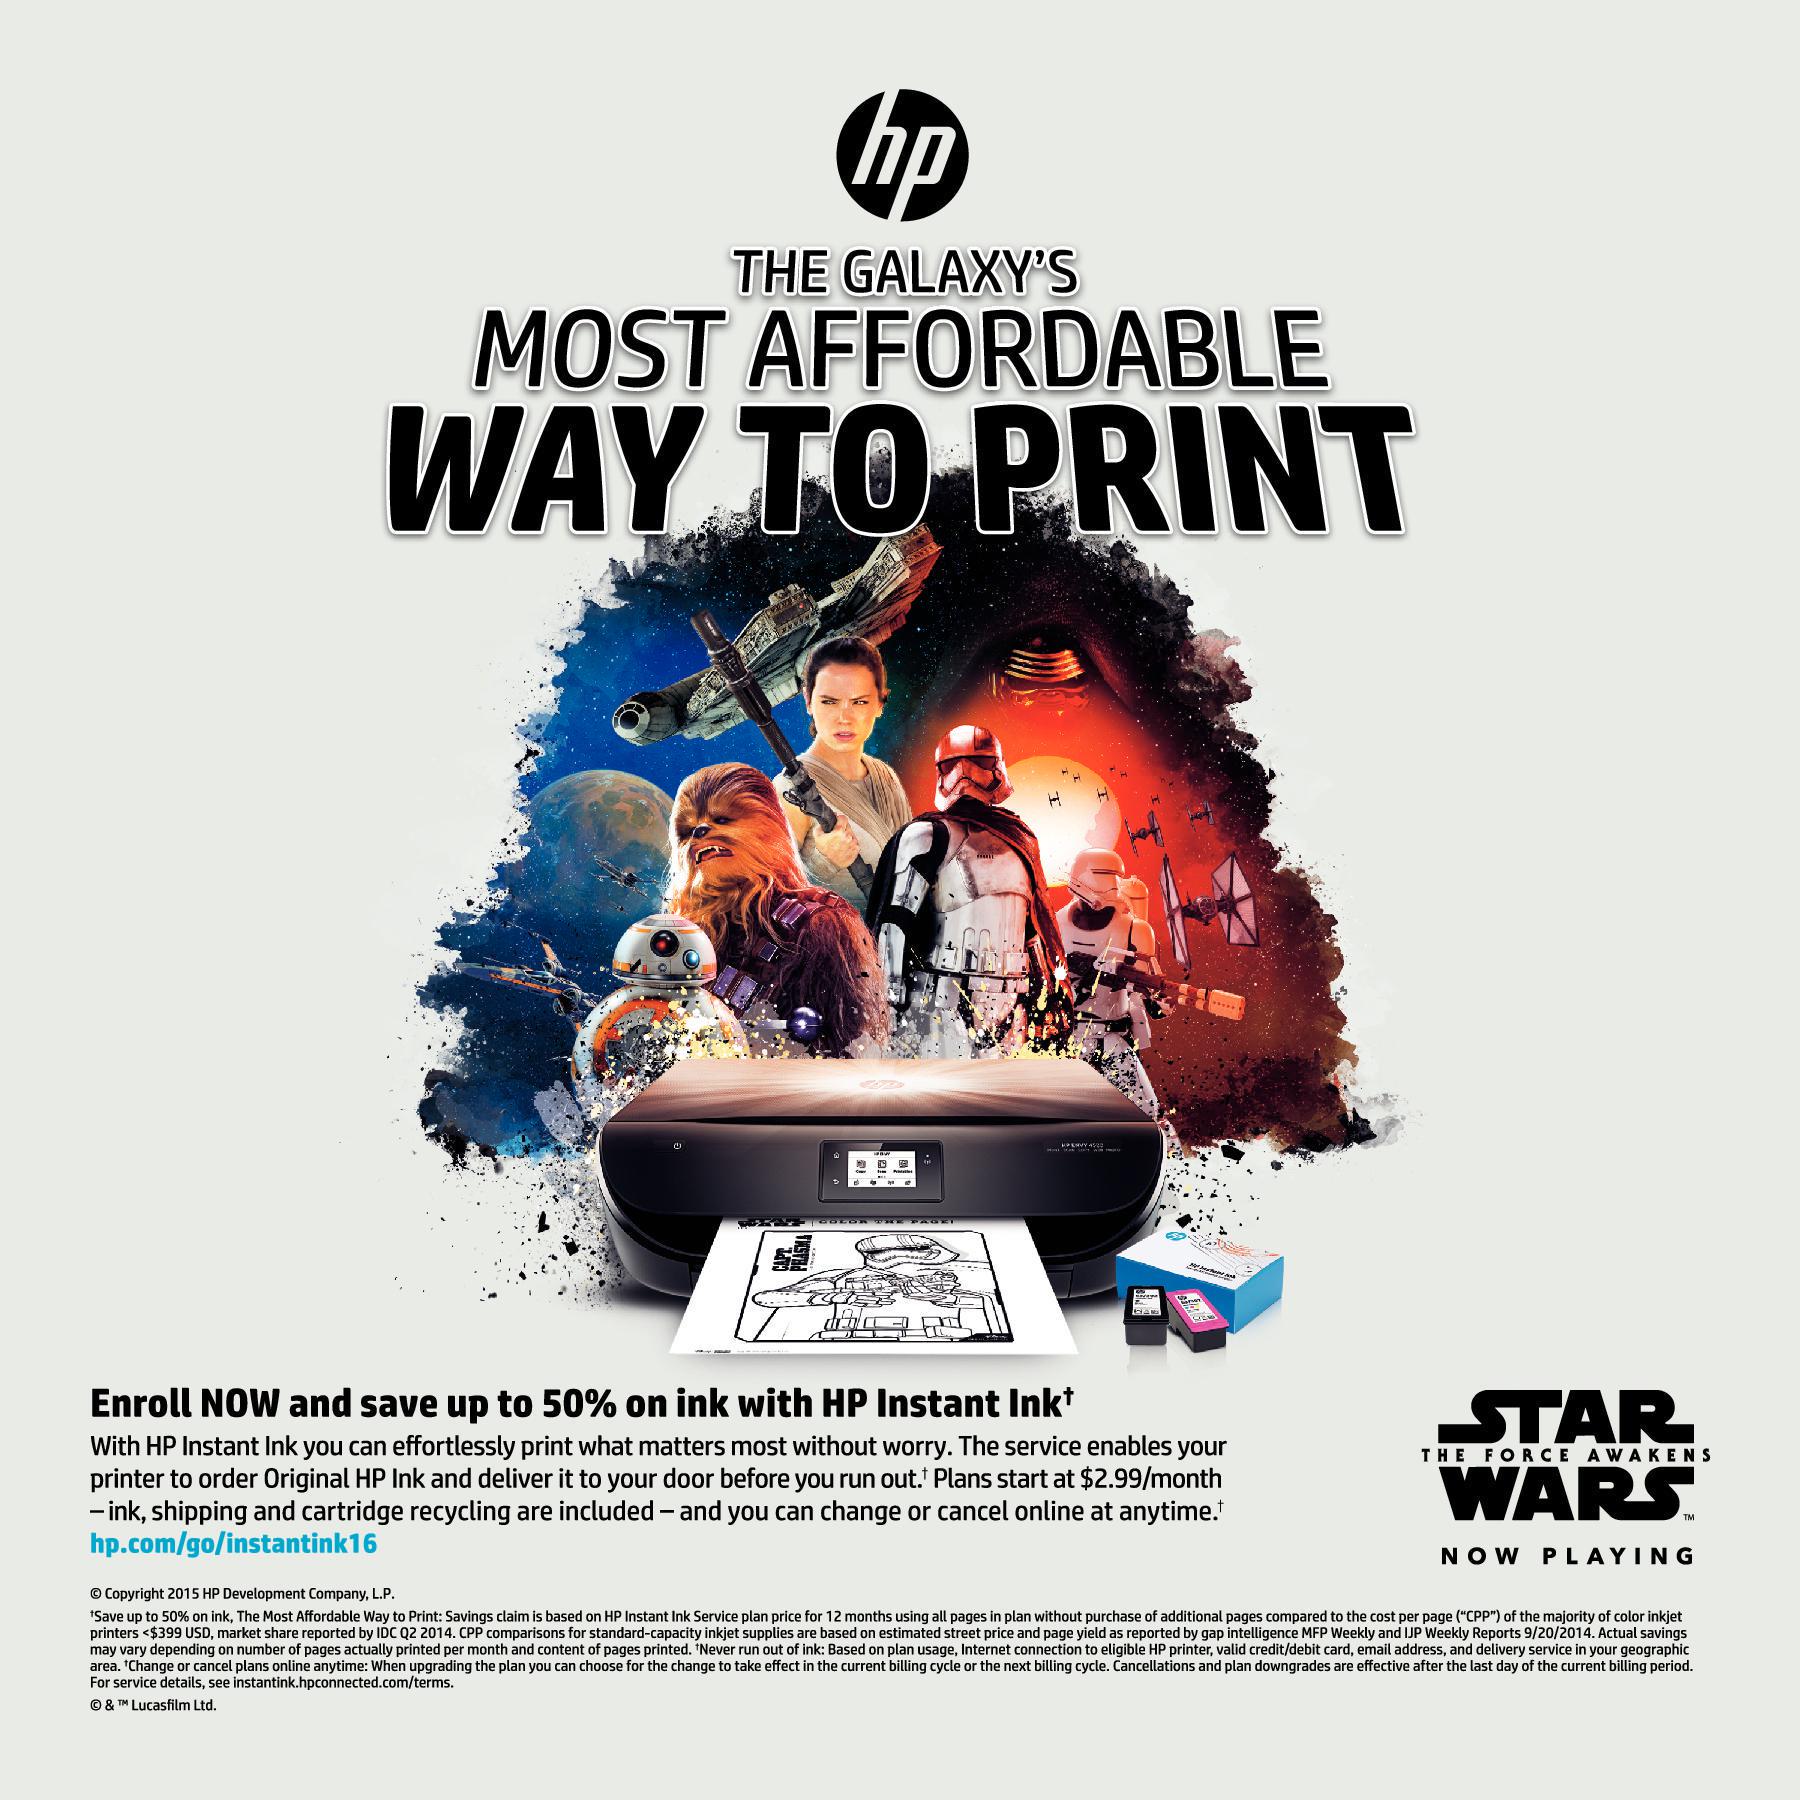 hp
THE GALAXY'S
MOST AFFORDABLE
WAY TO PRINT
hp
HP ENVY 4520
HP ENVY
Copy Scan Printables
STAR WARS COLOR THE PAGE!
CAPT. PHASMA
hp
HP Instant Ink
Enroll NOW and save up to 50% on ink with HP Instant Ink†
With HP Instant Ink you can effortlessly print what matters most without worry. The service enables your
printer to order Original HP Ink and deliver it to your door before you run out.† Plans start at $2.99/month
– ink, shipping and cartridge recycling are included – and you can change or cancel online at anytime.†
hp.com/go/instantink16
STAR
THE FORCE AWAKENS
WARS™
NOW PLAYING
© Copyright 2015 HP Development Company, L.P.
†Save up to 50% on ink, The Most Affordable Way to Print: Savings claim is based on HP Instant Ink Service plan price for 12 months using all pages in plan without purchase of additional pages compared to the cost per page (“CPP”) of the majority of color inkjet
printers <$399 USD, market share reported by IDC Q2 2014. CPP comparisons for standard-capacity inkjet supplies are based on estimated street price and page yield as reported by gap intelligence MFP Weekly and IJP Weekly Reports 9/20/2014. Actual savings
may vary depending on number of pages actually printed per month and content of pages printed. †Never run out of ink: Based on plan usage, Internet connection to eligible HP printer, valid credit/debit card, email address, and delivery service in your geographic
area. †Change or cancel plans online anytime: When upgrading the plan you can choose for the change to take effect in the current billing cycle or the next billing cycle. Cancellations and plan downgrades are effective after the last day of the current billing period.
For service details, see instantink.hpconnected.com/terms.
© & ™ Lucasfilm Ltd.